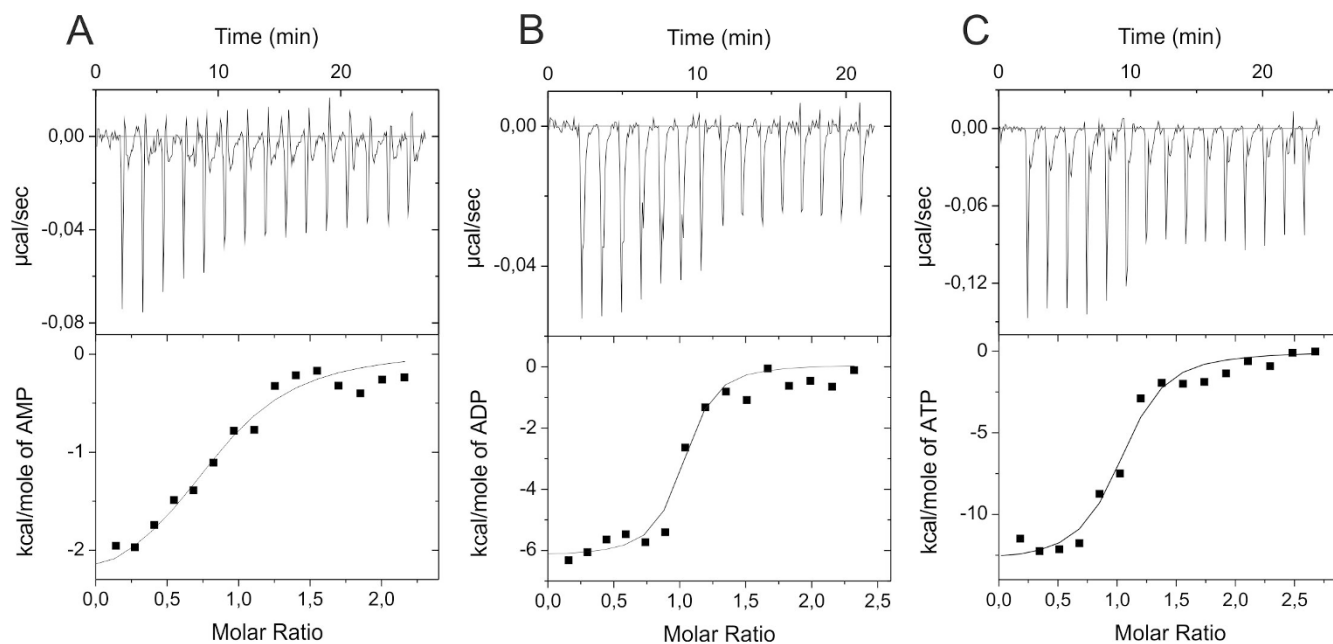 A
Time (min)
0 10 20
0,00
-0,04
-0,08
µcal/sec
0
-1
-2
kcal/mole of AMP
0,0 0,5 1,0 1,5 2,0
Molar Ratio
B
Time (min)
0 5 10 15 20
0,00
-0,04
µcal/sec
0
-2
-4
-6
kcal/mole of ADP
0,0 0,5 1,0 1,5 2,0 2,5
Molar Ratio
C
Time (min)
0 10 20
0,00
-0,06
-0,12
µcal/sec
0
-5
-10
kcal/mole of ATP
0,0 0,5 1,0 1,5 2,0 2,5
Molar Ratio